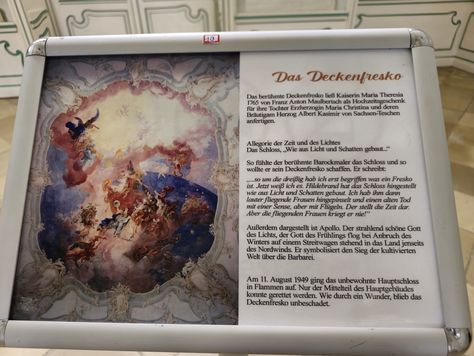 Das Deckenfresko
Das berühmte Deckenfresko ließ Kaiserin Maria Theresia
1765 von Franz Anton Maulbertsch als Hochzeitsgeschenk
für ihre Tochter Erzherzogin Maria Christina und deren
Bräutigam Herzog Albert Kasimir von Sachsen-Teschen
anfertigen.
Allegorie der Zeit und des Lichtes
Das Schloss, „Wie aus Licht und Schatten gebaut..."
So fühlte der berühmte Barockmaler das Schloss und so
wollte er sein Deckenfresko schaffen. Er schreibt:
....so um die dreißig hab ich erst begriffen was ein Fresko
ist. Jetzt weiß ich es. Hildebrand hat das Schloss hingestellt
wie aus Licht und Schatten gebaut. Ich hab ihm dann
lauter fliegende Frauen hingepinselt und einen alten Tod
mit einer Sense, aber mit Flügeln. Der stellt die Zeit dar.
Aber die fliegenden Frauen kriegt er nie!"
Außerdem dargestellt ist Apollo. Der strahlend schöne Gott
des Lichts, der Gott des Frühlings flog bei Anbruch des
Winters auf einem Streitwagen stehend in das Land jenseits
des Nordwinds. Er symbolisiert den Sieg der kultivierten
Welt über die Barbarei.
Am 11. August 1949 ging das unbewohnte Hauptschloss
in Flammen auf. Nur der Mittelteil des Hauptgebäudes
konnte gerettet werden. Wie durch ein Wunder, blieb das
Deckenfresko unbeschadet.